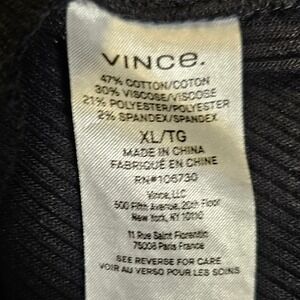 VINCe.
47% COTTON/COTON
30% VISCOSE/VISCOSE
21% POLYESTER/POLYESTER
2% SPANDEX/SPANDEX
XL/TG
MADE IN CHINA
FABRIQUÉ EN CHINE
RN#106730
Vince, LLC
500 Fifth Avenue, 20th Floor
New York, NY 10110
11 Rue Saint Florentin
75008 Paris France
SEE REVERSE FOR CARE
VOIR AU VERSO POUR LES SOINS